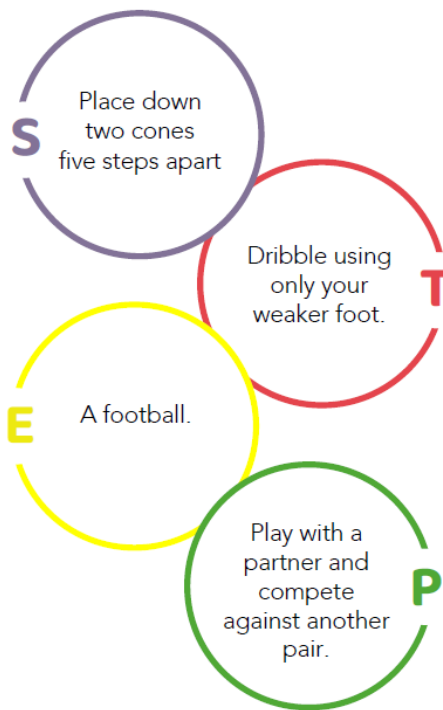 S
Place down
two cones
five steps apart
Dribble using
only your
weaker foot.
T
E
A football.
Play with a
partner and
compete
against another
pair.
P